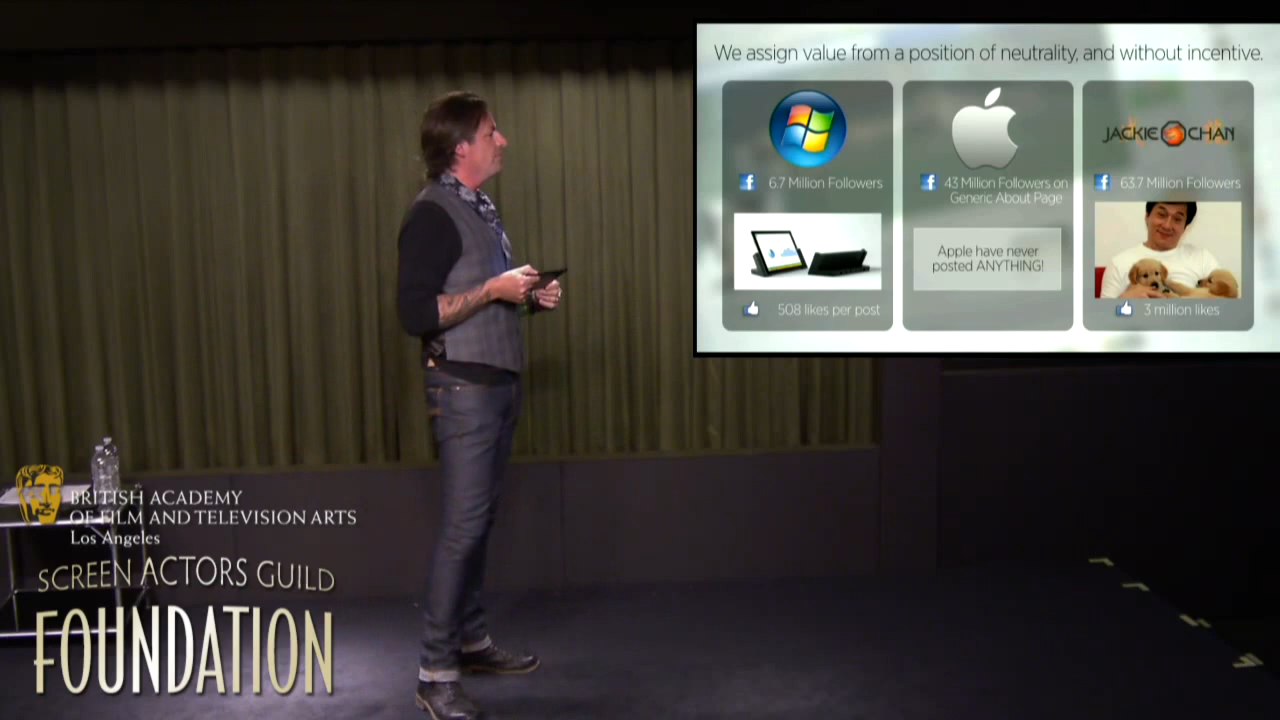 We assign value from a position of neutrality, and without incentive.
6.7 Million Followers
508 likes per post
43 Million Followers on
Generic About Page
Apple have never
posted ANYTHING!
JACKIE CHAN
63.7 Million Followers
3 million likes
BRITISH ACADEMY
OF FILM AND TELEVISION ARTS
Los Angeles
SCREEN ACTORS GUILD
FOUNDATION